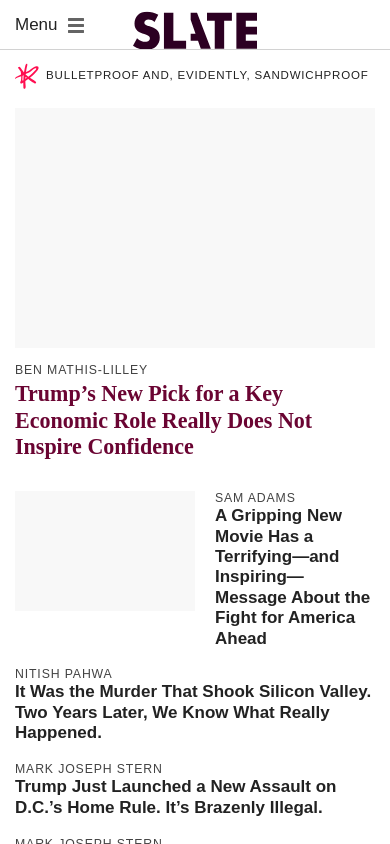 Menu
SLATE
BULLETPROOF AND, EVIDENTLY, SANDWICHPROOF
BEN MATHIS-LILLEY
Trump’s New Pick for a Key
Economic Role Really Does Not
Inspire Confidence
SAM ADAMS
A Gripping New
Movie Has a
Terrifying—and
Inspiring—
Message About the
Fight for America
Ahead
NITISH PAHWA
It Was the Murder That Shook Silicon Valley.
Two Years Later, We Know What Really
Happened.
MARK JOSEPH STERN
Trump Just Launched a New Assault on
D.C.’s Home Rule. It’s Brazenly Illegal.
MARK JOSEPH STERN